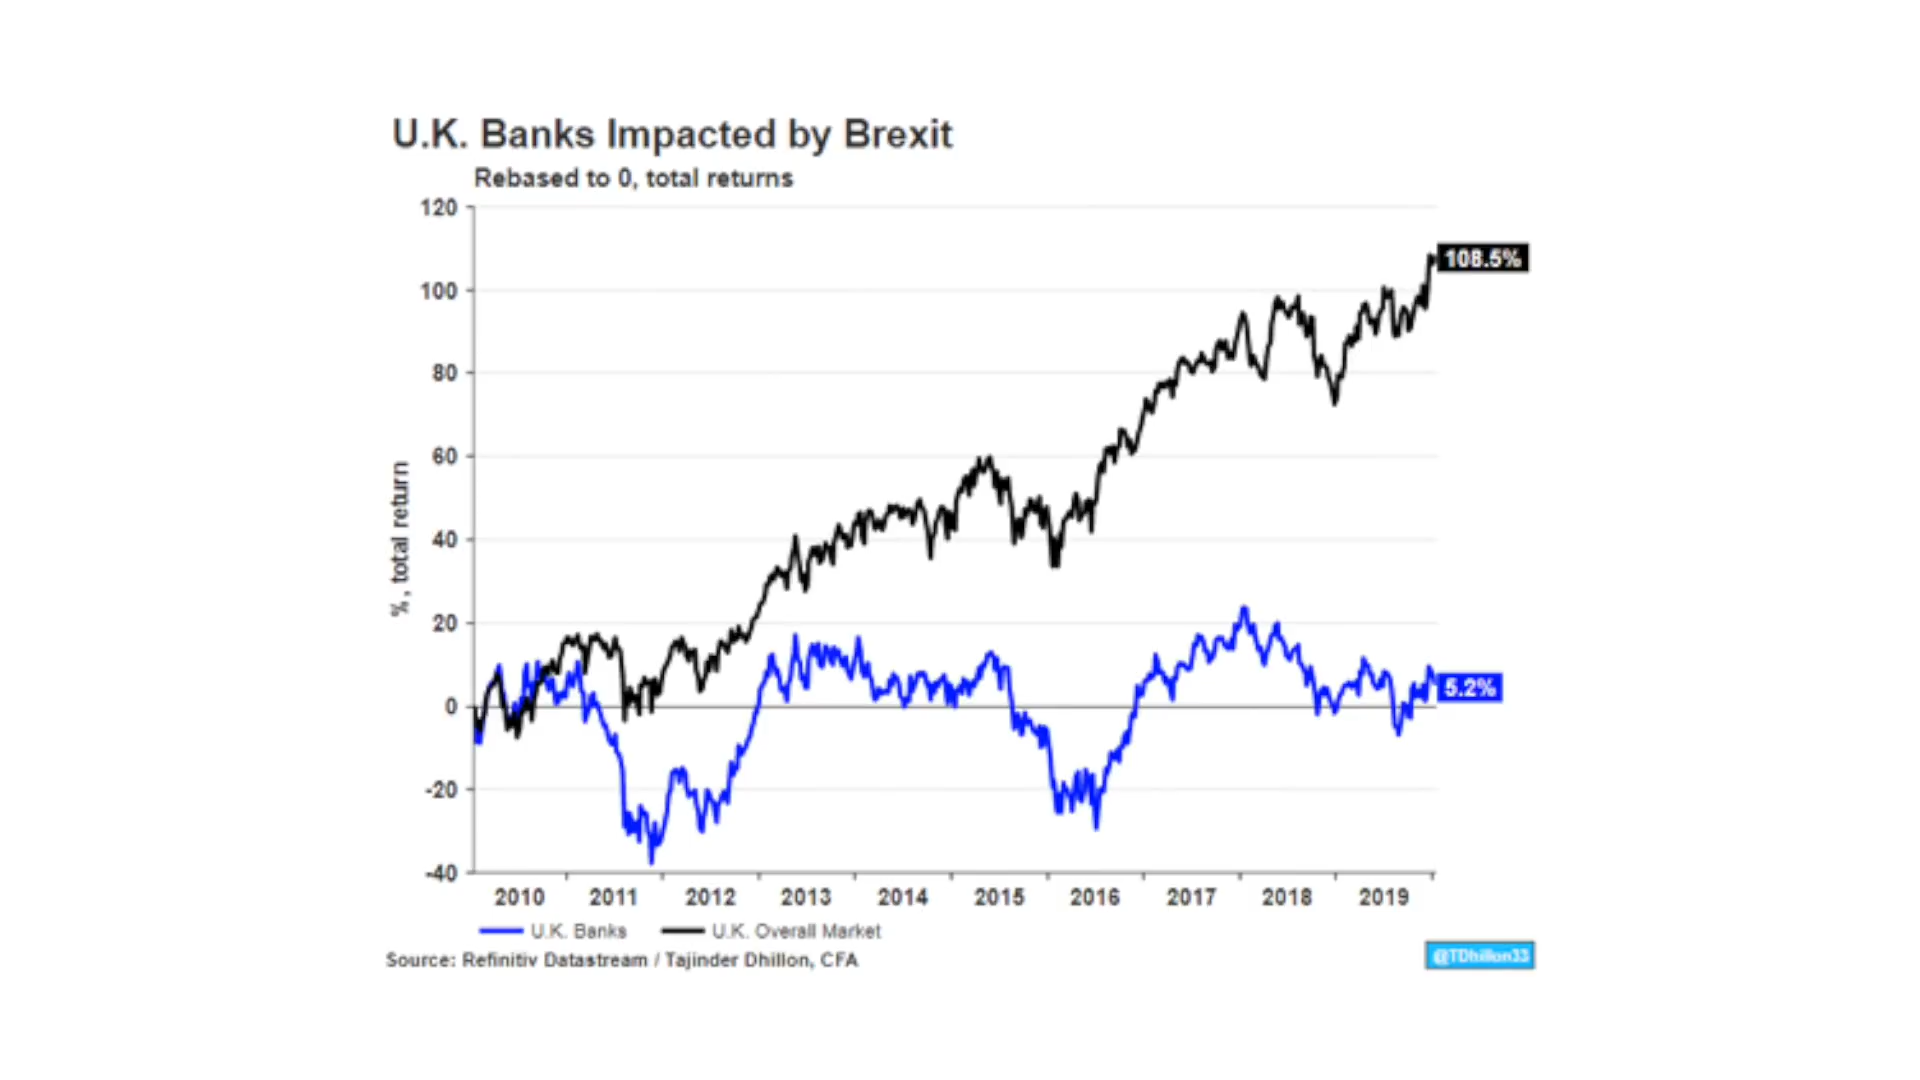 U.K. Banks Impacted by Brexit
Rebased to 0, total returns
120
100
80
60
40
20
0
-20
-40
%, total return
108.5%
5.2%
2010 2011 2012 2013 2014 2015 2016 2017 2018 2019
U.K. Banks U.K. Overall Market
Source: Refinitiv Datastream / Tajinder Dhillon, CFA
@TDhillon33